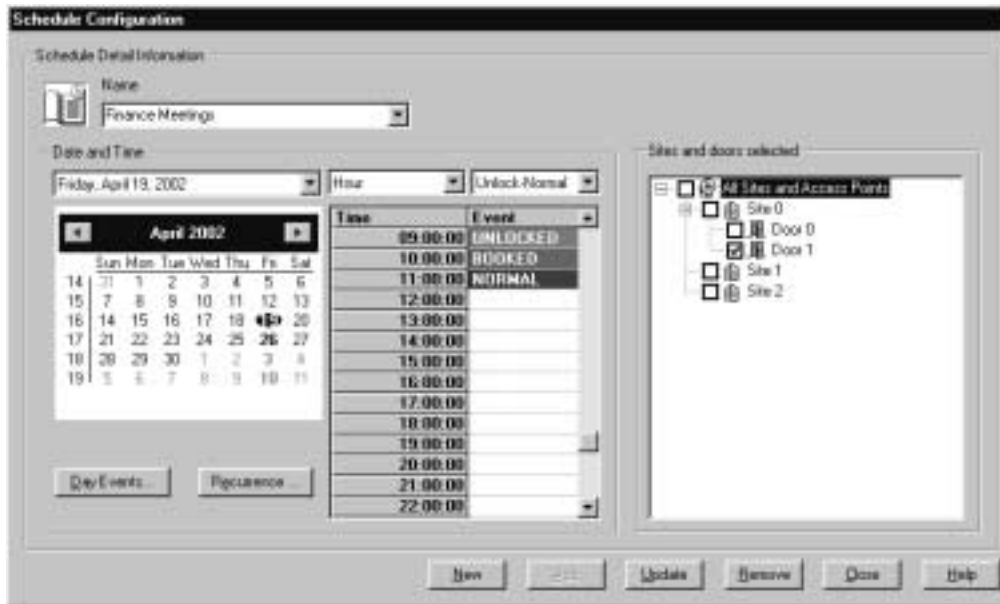 Schedule Configuration
Schedule Detail Information
Name
Finance Meetings
Date and Time
Friday, April 19, 2002
Hour
Unlock-Normal
April 2002
Sun Mon Tue Wed Thu Fri Sat
14 31 1 2 3 4 5 6
15 7 8 9 10 11 12 13
16 14 15 16 17 18 19 20
17 21 22 23 24 25 26 27
18 28 29 30 1 2 3 4
19 5 6 7 8 9 10 11
Day Events...
Recurrence ...
Time Event
09:00:00 UNLOCKED
10:00:00 BOOKED
11:00:00 NORMAL
12:00:00
13:00:00
14:00:00
15:00:00
16:00:00
17:00:00
18:00:00
19:00:00
20:00:00
21:00:00
22:00:00
Sites and doors selected
All Sites and Access Points
Site 0
Door 0
Door 1
Site 1
Site 2
New
Update
Remove
Close
Help